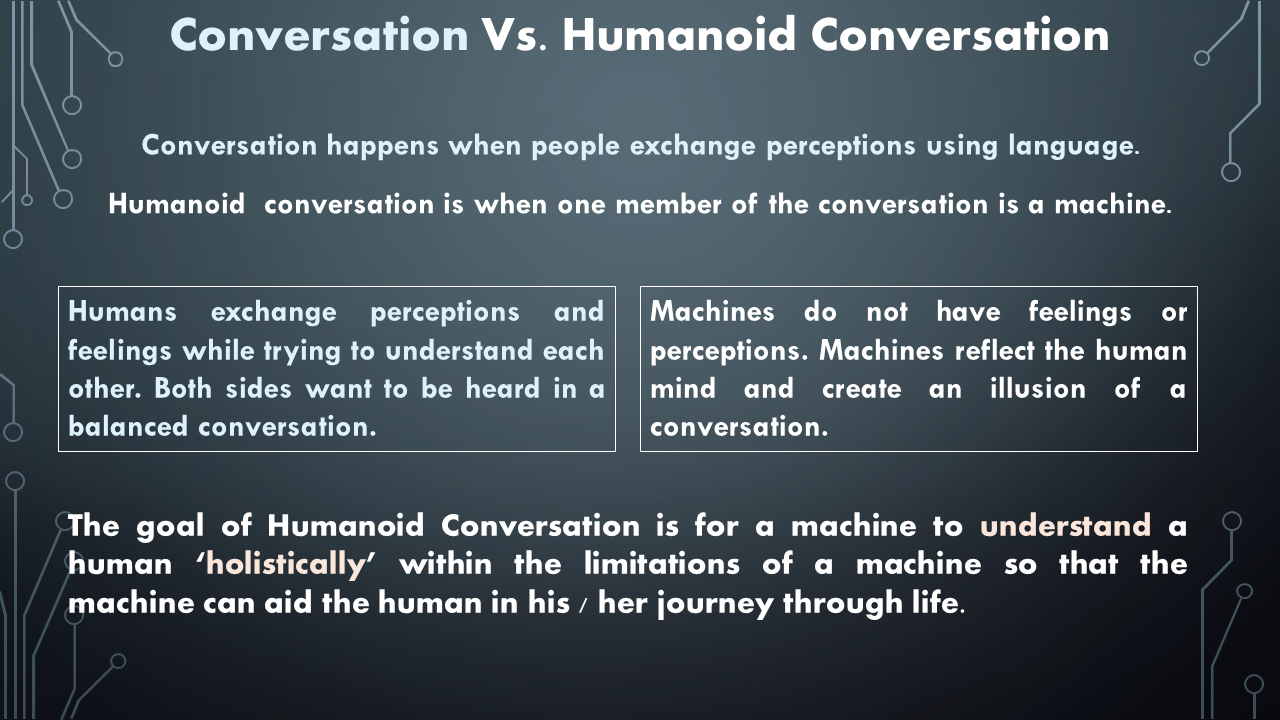 Conversation Vs. Humanoid Conversation
Conversation happens when people exchange perceptions using language.
Humanoid conversation is when one member of the conversation is a machine.
Humans exchange perceptions and
feelings while trying to understand each
other. Both sides want to be heard in a
balanced conversation.
Machines do not have feelings or
perceptions. Machines reflect the human
mind and create an illusion of a
conversation.
The goal of Humanoid Conversation is for a machine to understand a
human ‘holistically’ within the limitations of a machine so that the
machine can aid the human in his / her journey through life.